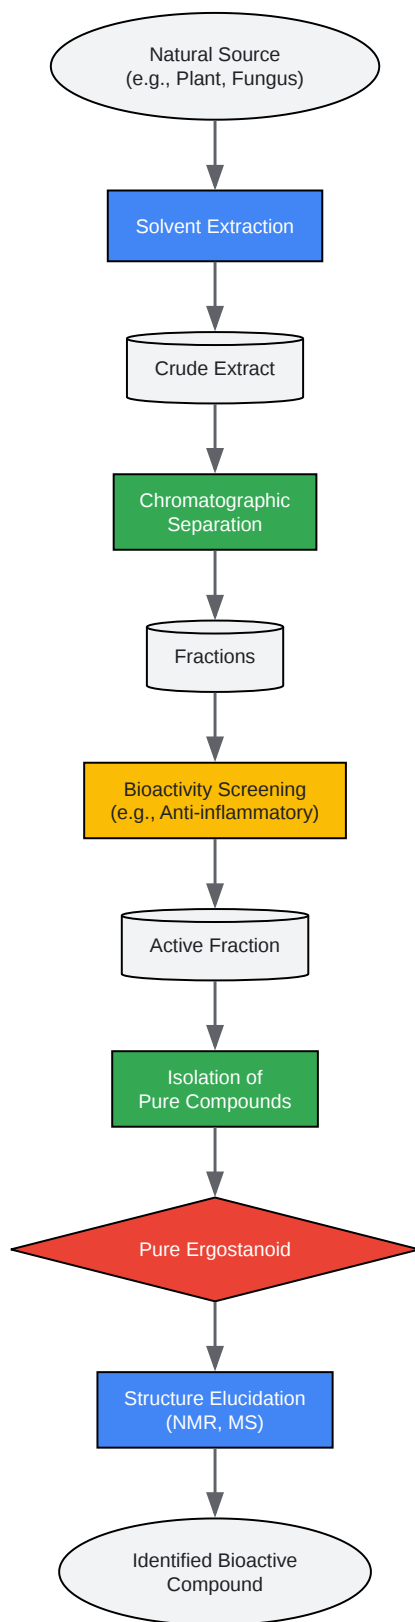 Natural Source
(e.g., Plant, Fungus)
Solvent Extraction
Crude Extract
Chromatographic
Separation
Fractions
Bioactivity Screening
(e.g., Anti-inflammatory)
Active Fraction
Isolation of
Pure Compounds
Pure Ergostanoid
Structure Elucidation
(NMR, MS)
Identified Bioactive
Compound